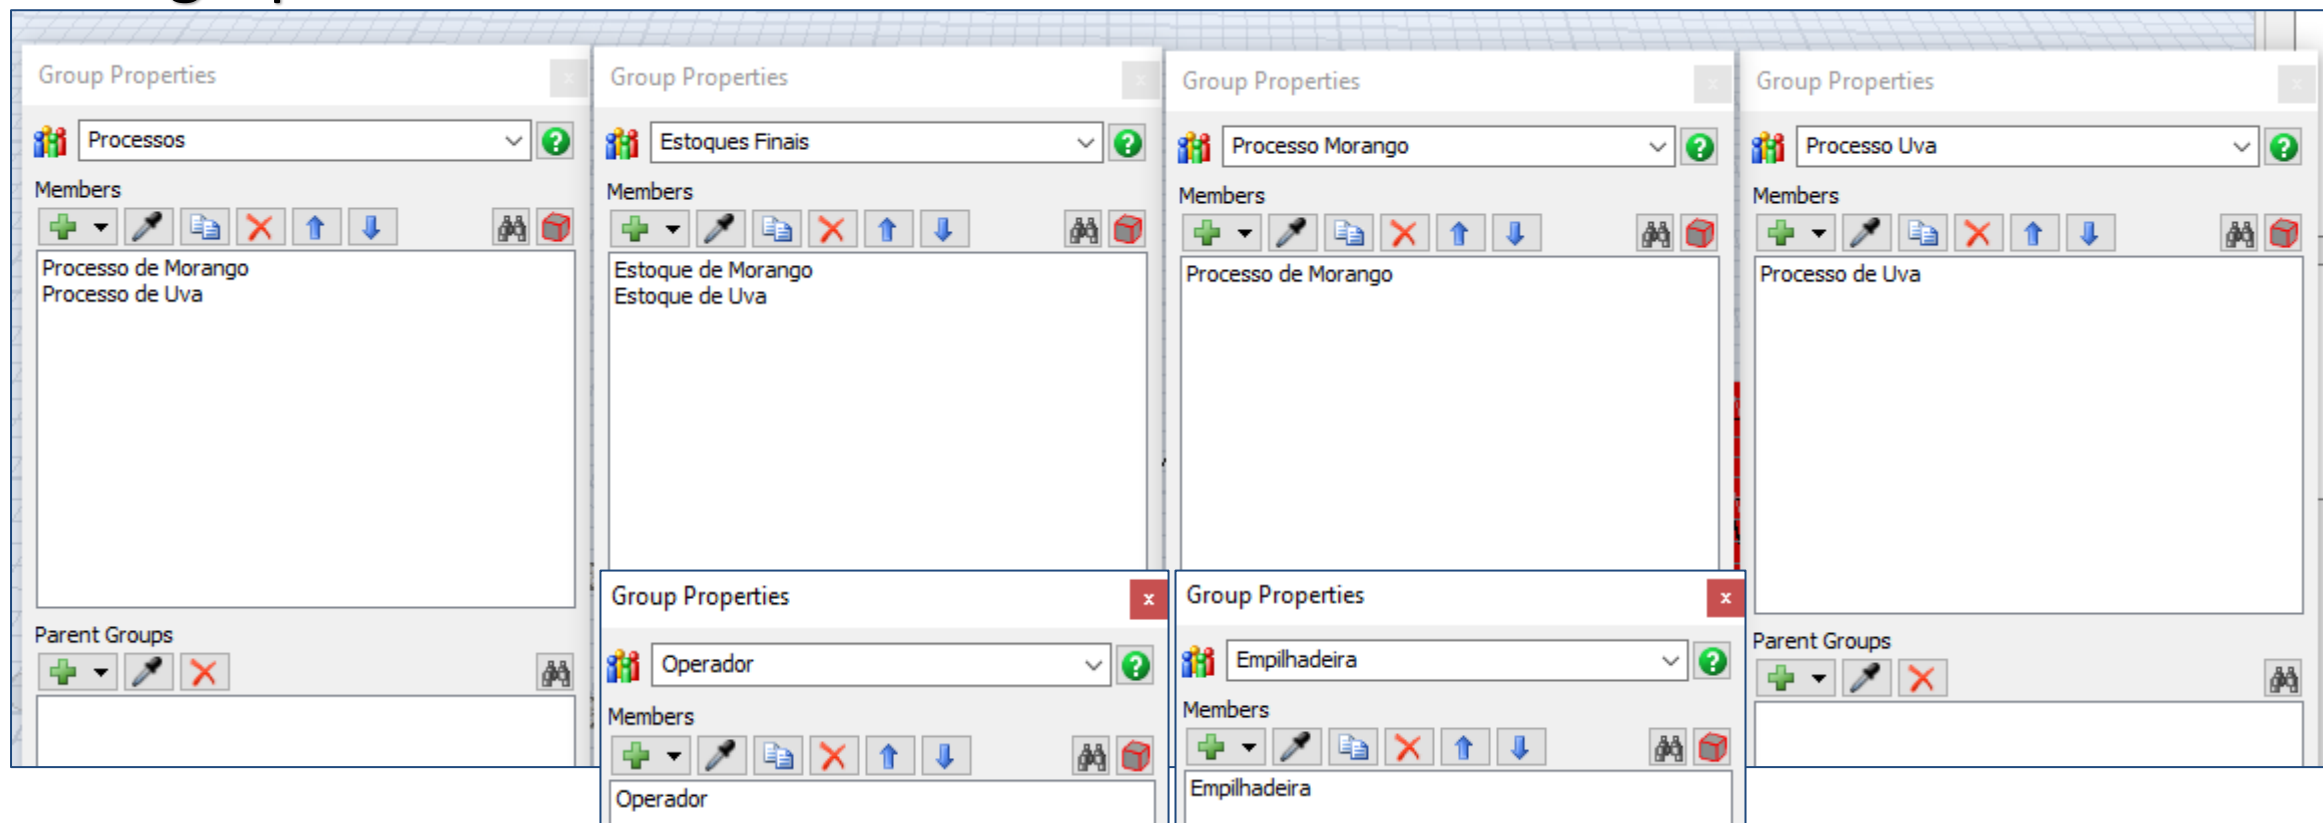 Group Properties
Processos
Members
Processo de Morango
Processo de Uva
Parent Groups
Group Properties
Estoques Finais
Members
Estoque de Morango
Estoque de Uva
Group Properties
Processo Morango
Members
Processo de Morango
Group Properties
Processo Uva
Members
Processo de Uva
Parent Groups
Group Properties
Operador
Members
Operador
Group Properties
Empilhadeira
Members
Empilhadeira